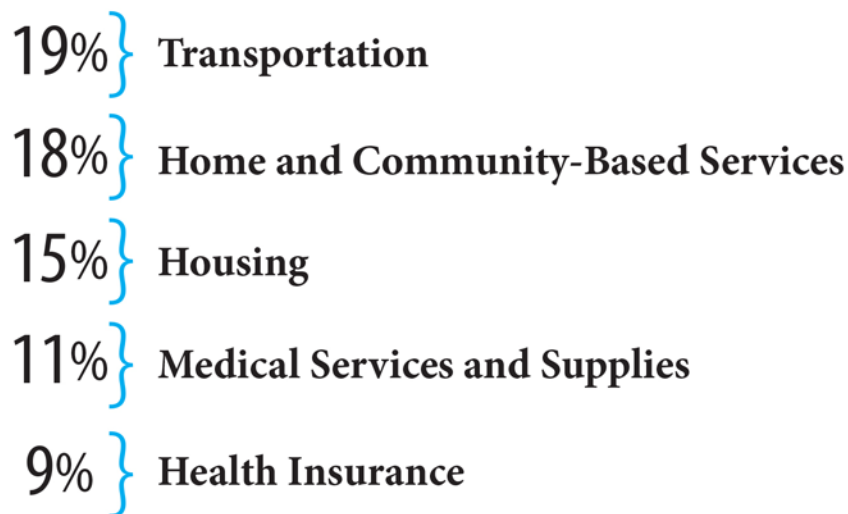 19% Transportation
18% Home and Community-Based Services
15% Housing
11% Medical Services and Supplies
9% Health Insurance